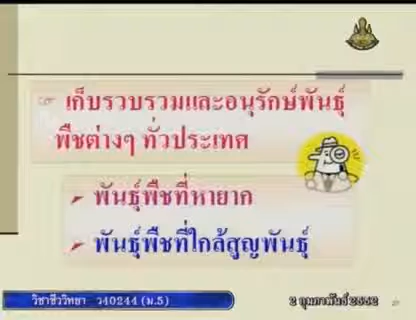 เก็บรวบรวมและอนุรักษ์พันธุ์
พืชต่างๆ ทั่วประเทศ
พันธุ์พืชที่หายาก
พันธุ์พืชที่ใกล้สูญพันธุ์
วิชาชีววิทยา ว40244 (ม.5)
2 กุมภาพันธ์ 2552